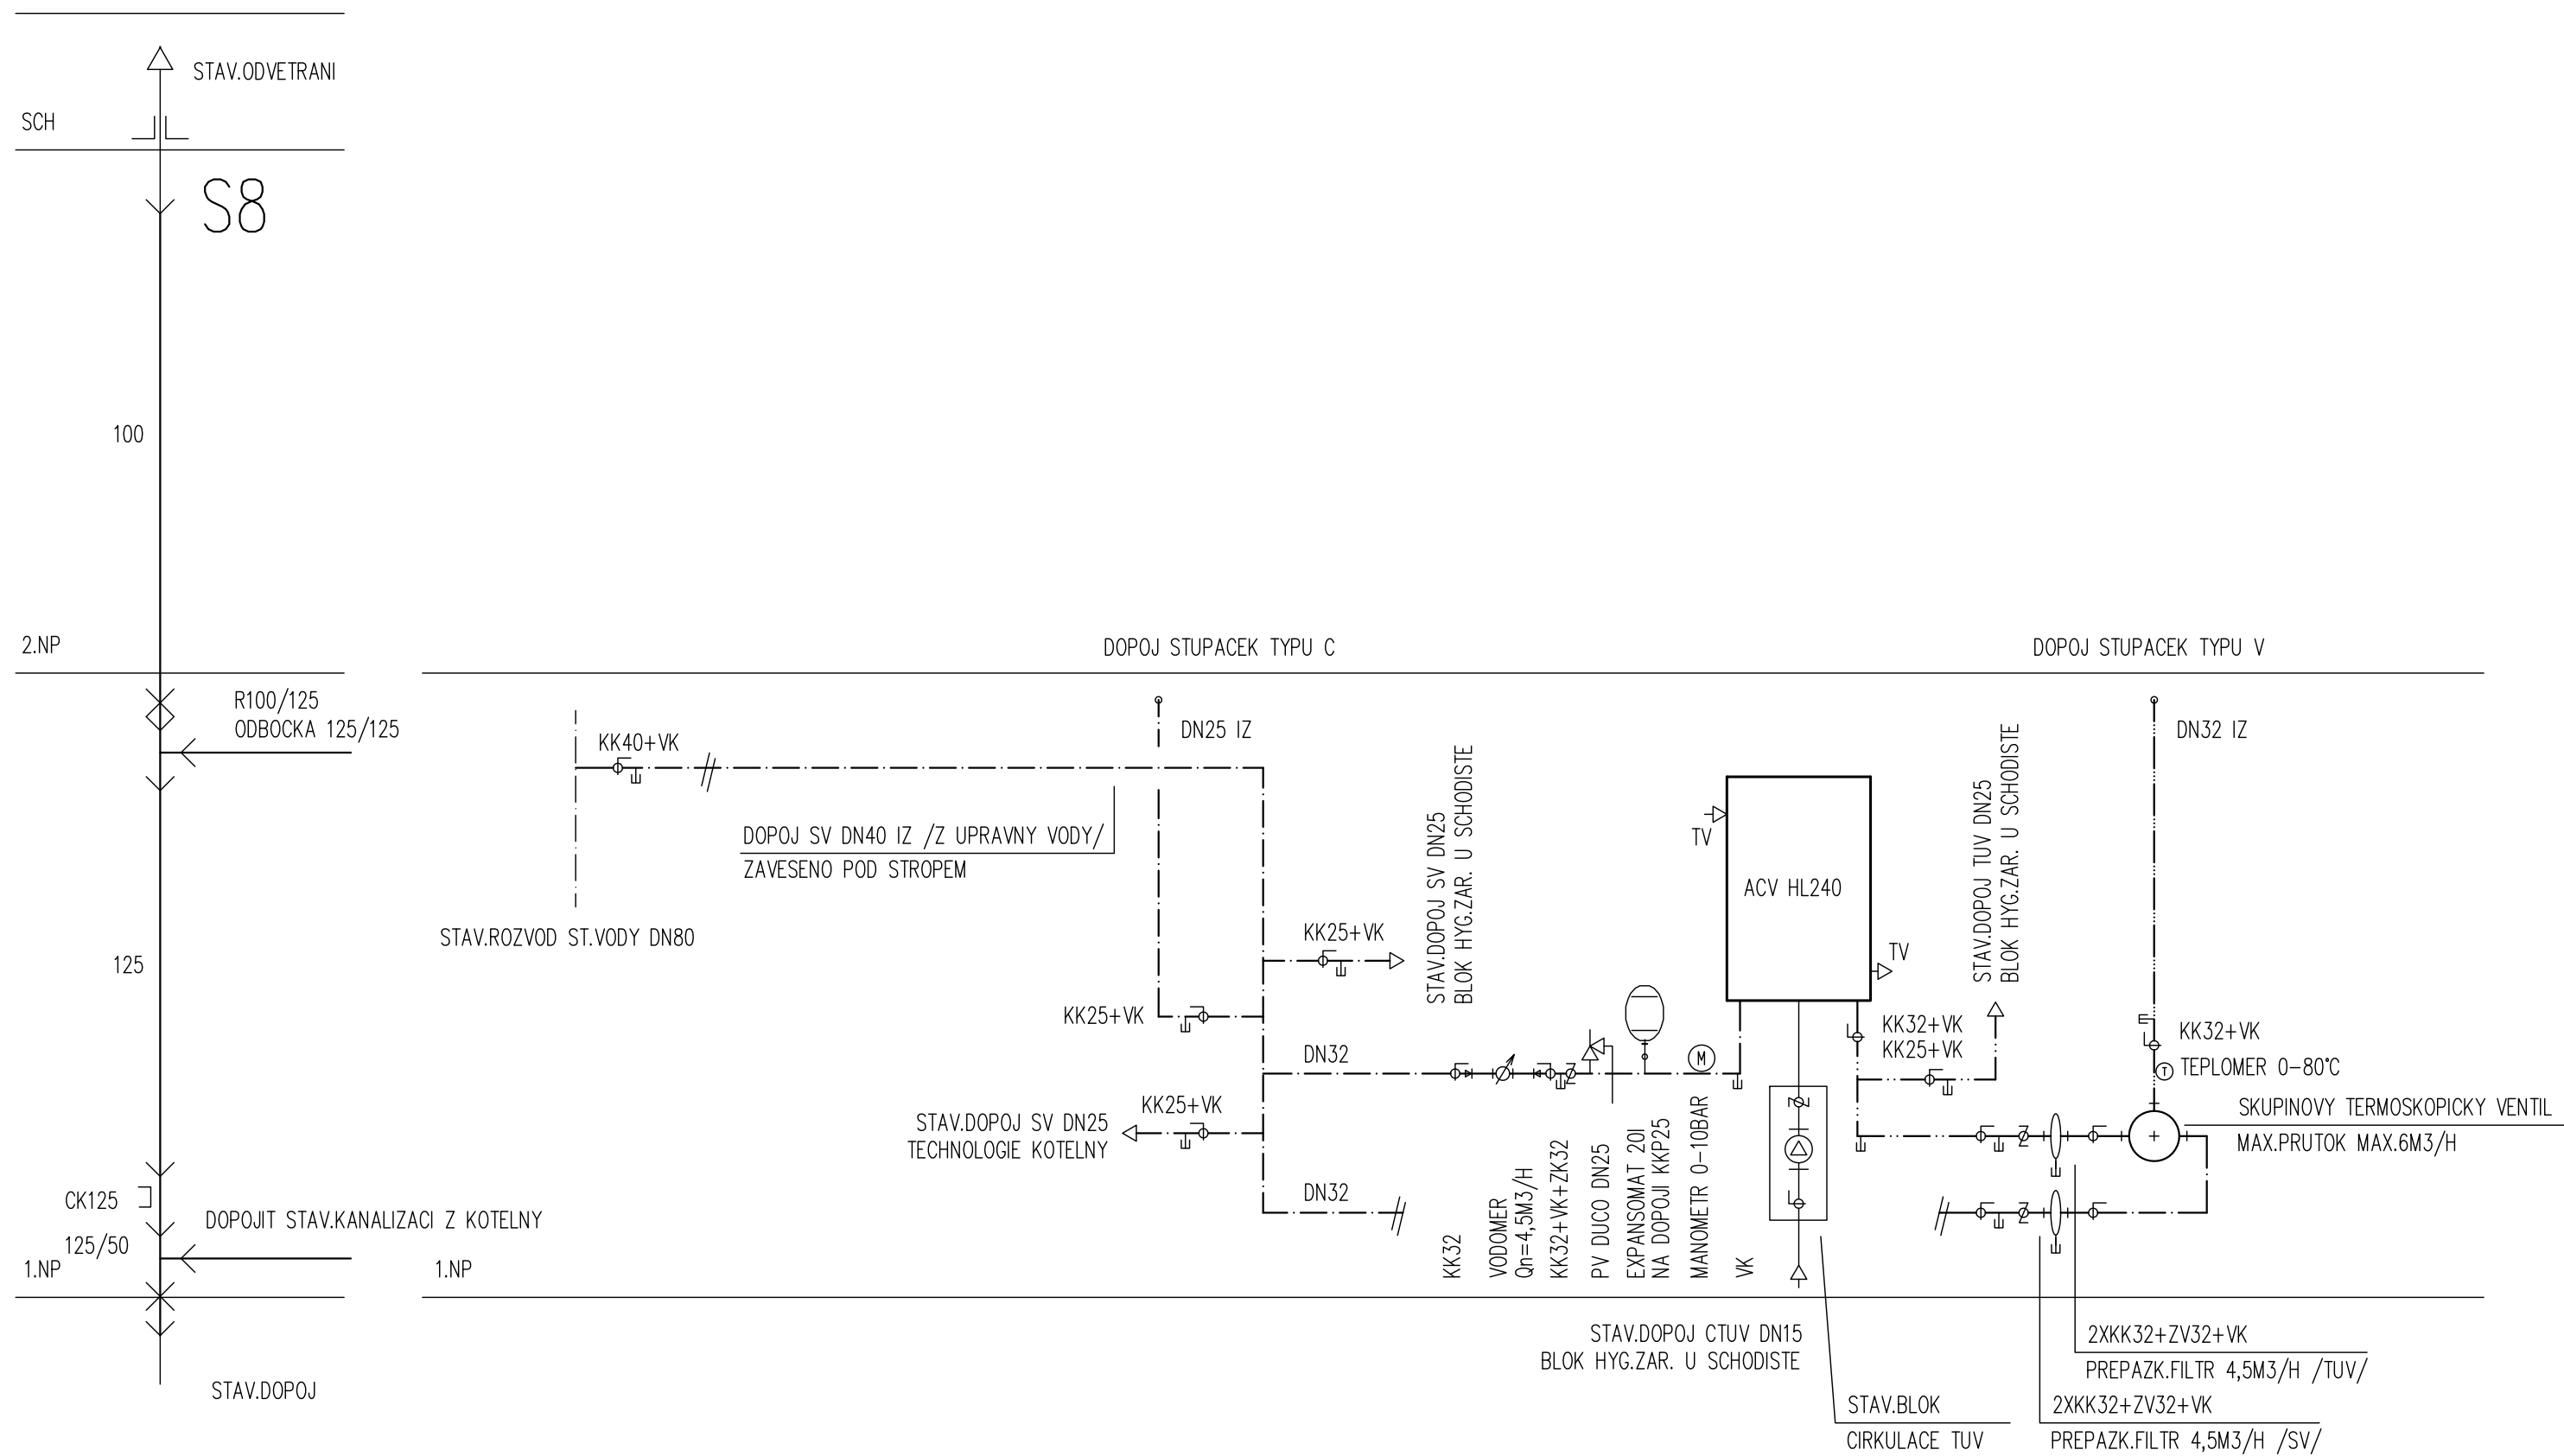 STAV.ODVETRANI
SCH
S8
100
2.NP
R100/125
ODBOCKA 125/125
125
CK125
DOPOJIT STAV.KANALIZACI Z KOTELNY
125/50
1.NP
STAV.DOPOJ
DOPOJ STUPACEK TYPU C
DOPOJ STUPACEK TYPU V
KK40+VK
DN25 IZ
DOPOJ SV DN40 IZ /Z UPRAVNY VODY/
ZAVESENO POD STROPEM
STAV.ROZVOD ST.VODY DN80
KK25+VK
STAV.DOPOJ SV DN25
BLOK HYG.ZAR. U SCHODISTE
KK25+VK
DN32
KK25+VK
STAV.DOPOJ SV DN25
TECHNOLOGIE KOTELNY
DN32
1.NP
KK32
VODOMER
Qn=4,5M3/H
KK32+VK+ZK32
PV DUCO DN25
EXPANSOMAT 20l
NA DOPOJI KKP25
MANOMETR 0-10BAR
VK
M
TV
ACV HL240
TV
STAV.DOPOJ TUV DN25
BLOK HYG.ZAR. U SCHODISTE
KK32+VK
KK25+VK
DN32 IZ
KK32+VK
T
TEPLOMER 0-80°C
SKUPINOVY TERMOSKOPICKY VENTIL
MAX.PRUTOK MAX.6M3/H
STAV.DOPOJ CTUV DN15
BLOK HYG.ZAR. U SCHODISTE
2XKK32+ZV32+VK
PREPAZK.FILTR 4,5M3/H /TUV/
STAV.BLOK
CIRKULACE TUV
2XKK32+ZV32+VK
PREPAZK.FILTR 4,5M3/H /SV/